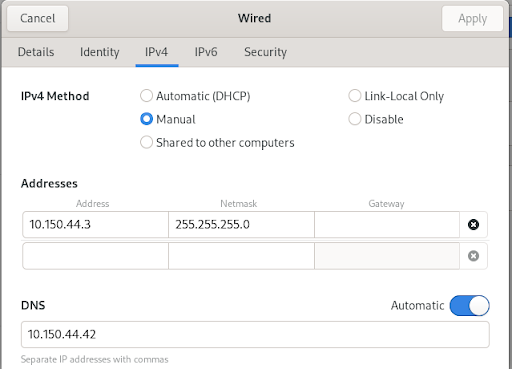 Cancel Wired Apply
Details Identity IPv4 IPv6 Security
IPv4 Method Automatic (DHCP) Link-Local Only
Manual Disable
Shared to other computers
Addresses
Address Netmask Gateway
10.150.44.3 255.255.255.0
DNS Automatic
10.150.44.42
Separate IP addresses with commas